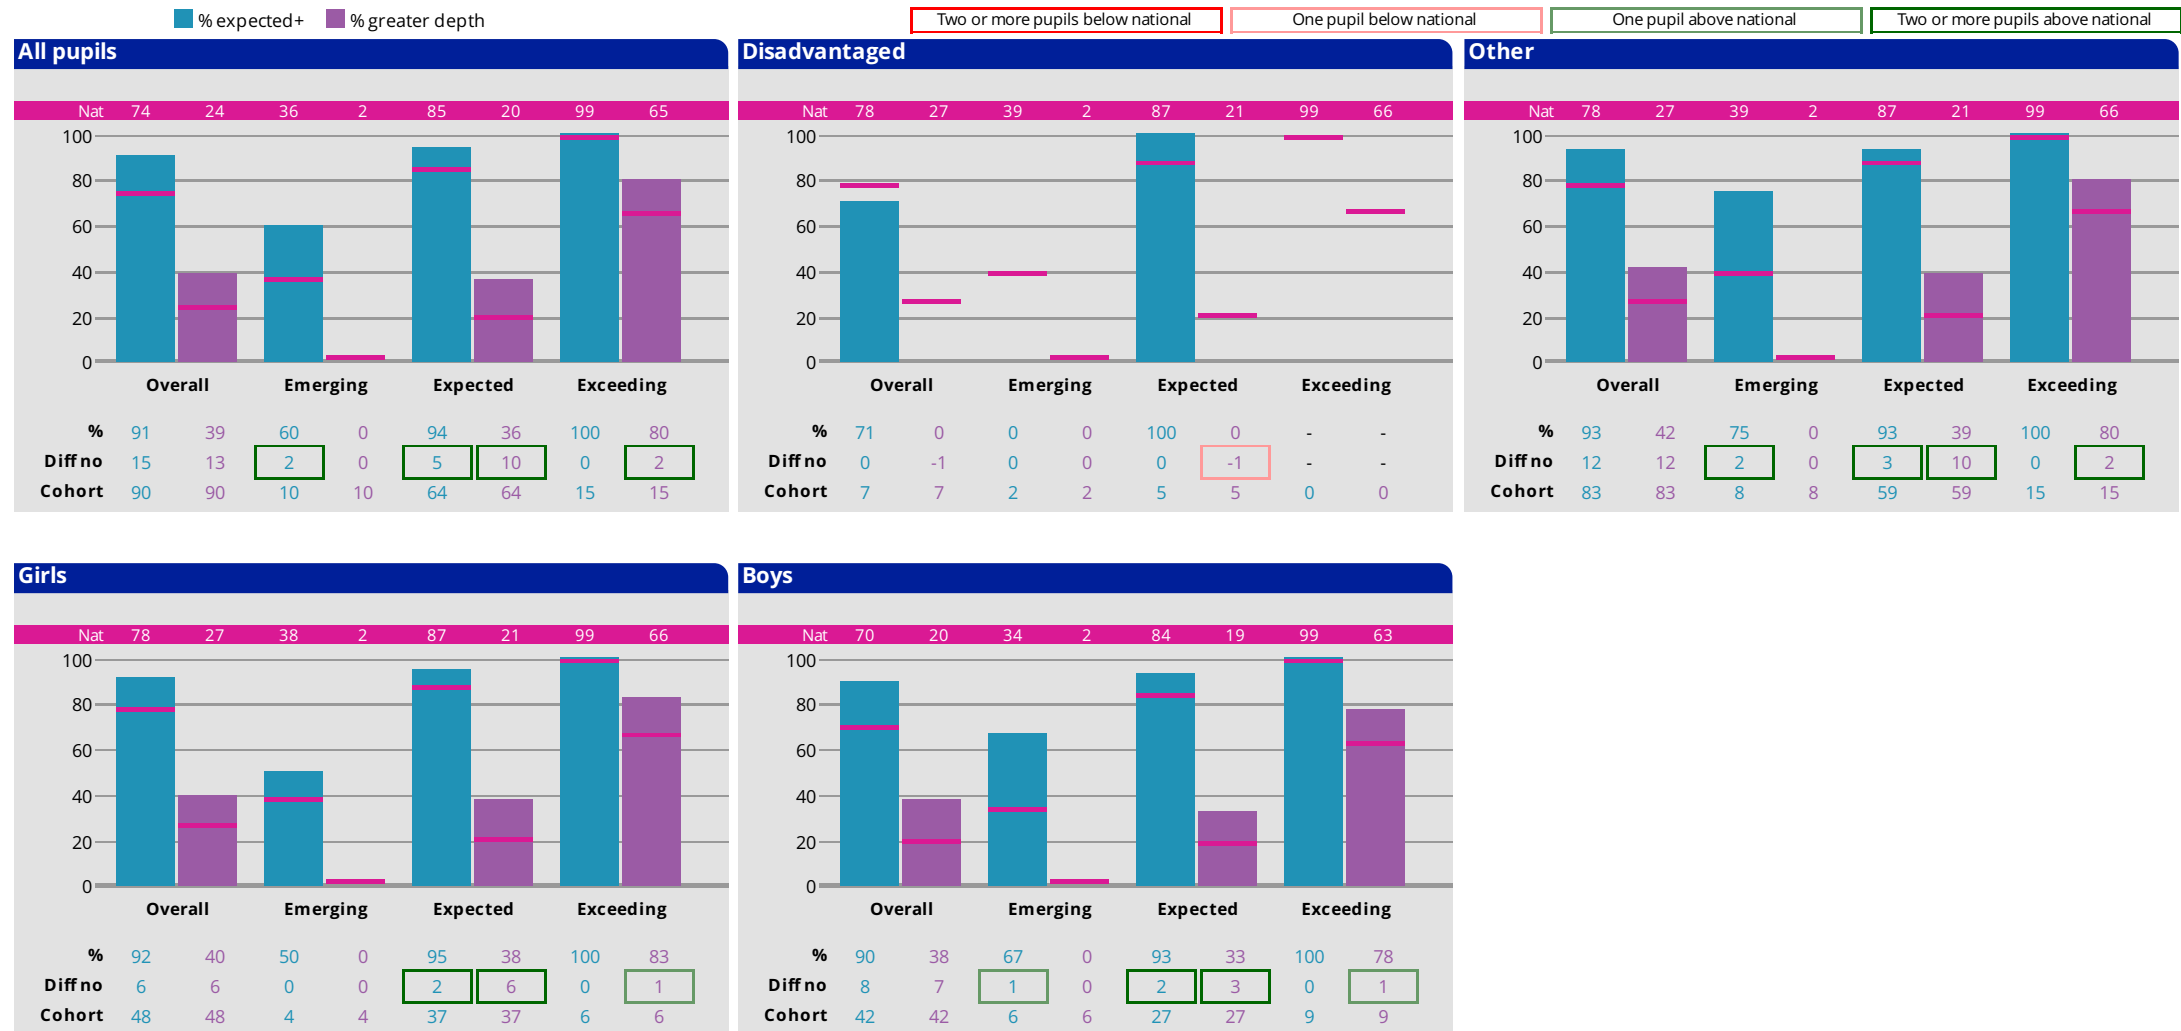 % expected+ % greater depth
Two or more pupils below national One pupil below national One pupil above national Two or more pupils above national
All pupils
Nat 74 24 36 2 85 20 99 65
100
80
60
40
20
0
Overall Emerging Expected Exceeding
% 91 39 60 0 94 36 100 80
Diff no 15 13 2 0 5 10 0 2
Cohort 90 90 10 10 64 64 15 15
Disadvantaged
Nat 78 27 39 2 87 21 99 66
100
80
60
40
20
0
Overall Emerging Expected Exceeding
% 71 0 0 0 100 0 - -
Diff no 0 -1 0 0 0 -1 - -
Cohort 7 7 2 2 5 5 0 0
Other
Nat 78 27 39 2 87 21 99 66
100
80
60
40
20
0
Overall Emerging Expected Exceeding
% 93 42 75 0 93 39 100 80
Diff no 12 12 2 0 3 10 0 2
Cohort 83 83 8 8 59 59 15 15
Girls
Nat 78 27 38 2 87 21 99 66
100
80
60
40
20
0
Overall Emerging Expected Exceeding
% 92 40 50 0 95 38 100 83
Diff no 6 6 0 0 2 6 0 1
Cohort 48 48 4 4 37 37 6 6
Boys
Nat 70 20 34 2 84 19 99 63
100
80
60
40
20
0
Overall Emerging Expected Exceeding
% 90 38 67 0 93 33 100 78
Diff no 8 7 1 0 2 3 0 1
Cohort 42 42 6 6 27 27 9 9